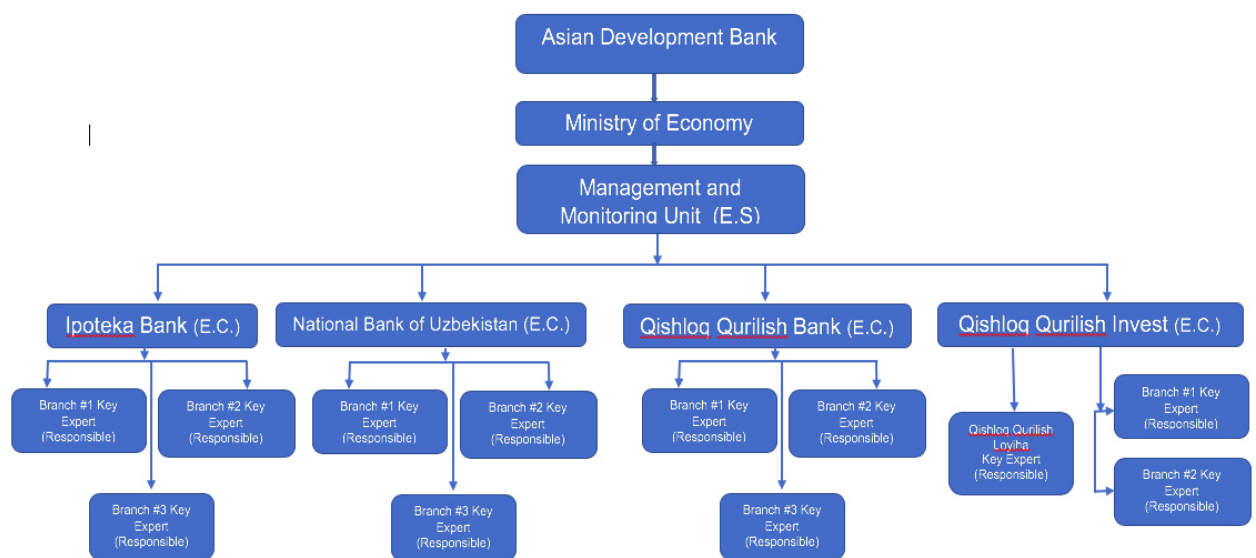 Asian Development Bank
Ministry of Economy
Management and
Monitoring Unit (E.S)
Ipoteka Bank (E.C.)
National Bank of Uzbekistan (E.C.)
Qishloq Qurilish Bank (E.C.)
Qishloq Qurilish Invest (E.C.)
Branch #1 Key
Expert
(Responsible)
Branch #2 Key
Expert
(Responsible)
Branch #3 Key
Expert
(Responsible)
Branch #1 Key
Expert
(Responsible)
Branch #2 Key
Expert
(Responsible)
Branch #3 Key
Expert
(Responsible)
Branch #1 Key
Expert
(Responsible)
Branch #2 Key
Expert
(Responsible)
Branch #3 Key
Expert
(Responsible)
Qishloq Qurilish
Loyiha
Key Expert
(Responsible)
Branch #1 Key
Expert
(Responsible)
Branch #2 Key
Expert
(Responsible)